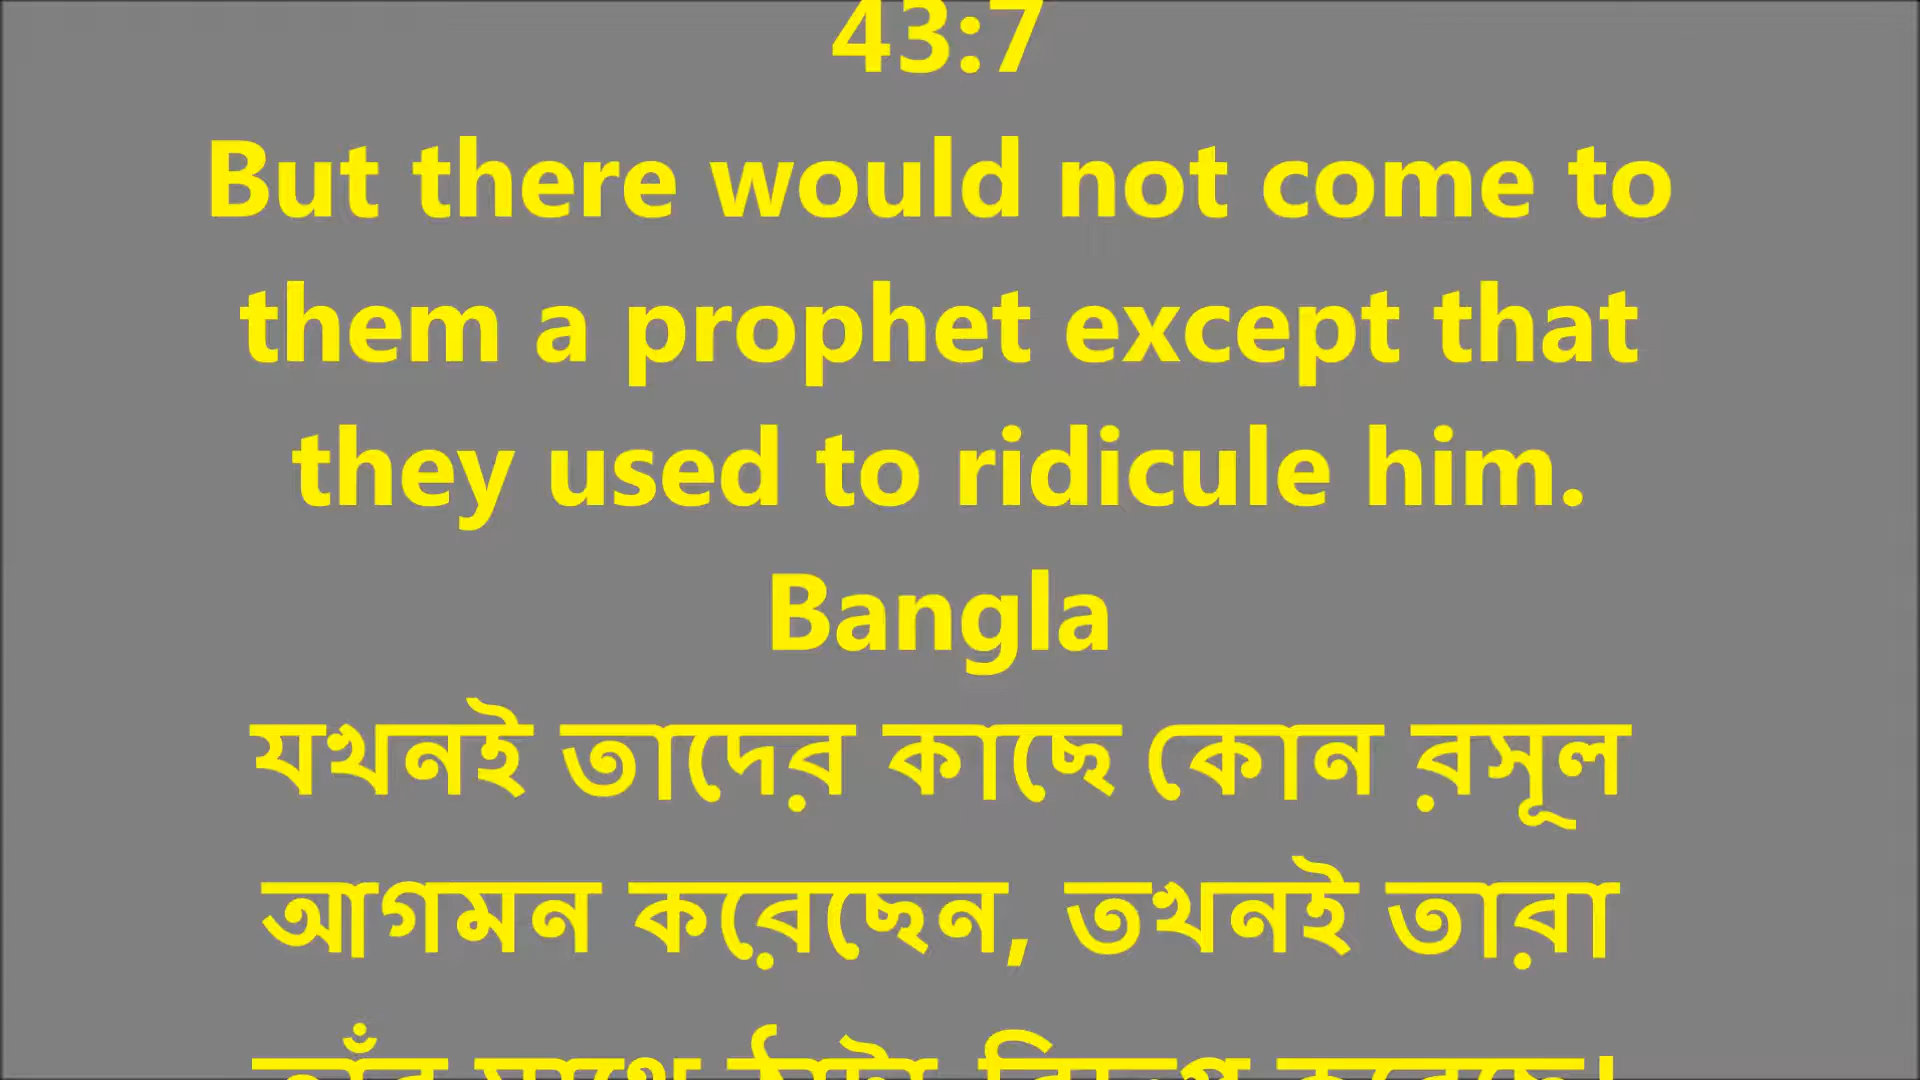 43:7
But there would not come to
them a prophet except that
they used to ridicule him.
Bangla
যখনই তাদের কাছে কোন রসূল
আগমন করেছেন, তখনই তারা
তাঁর সাথে ঠাট্টা-বিদ্রুপ করেছে।